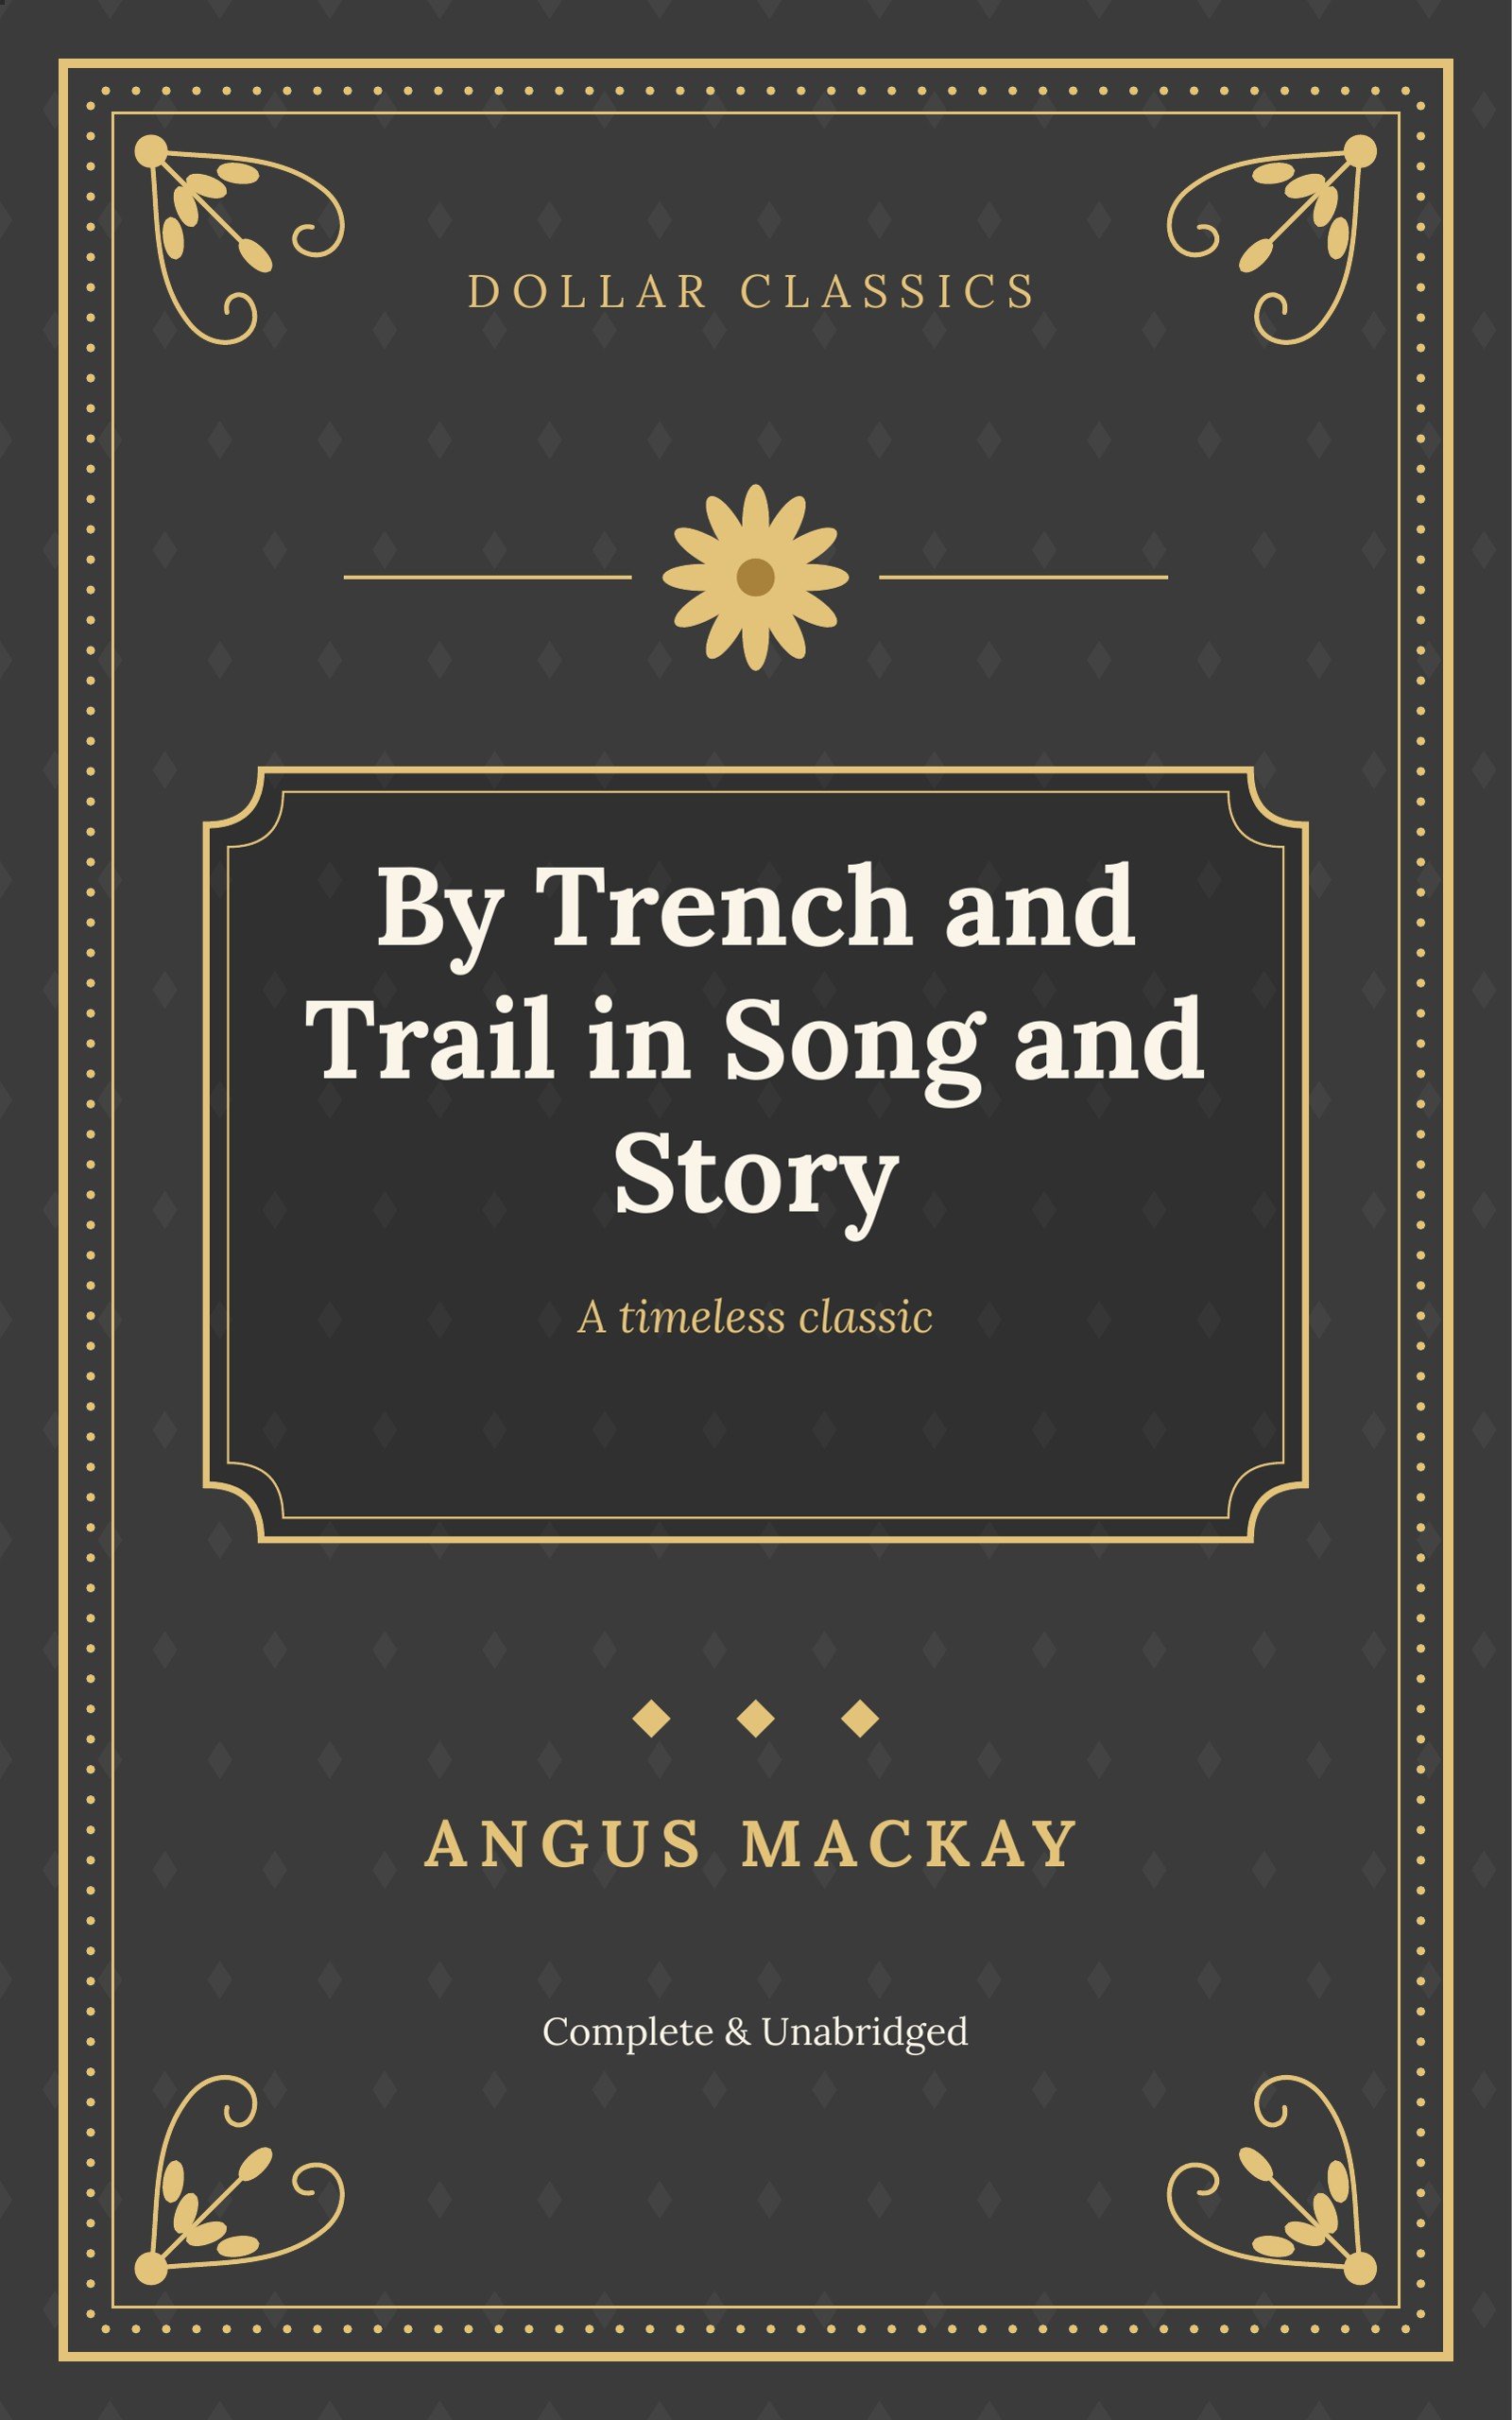 DOLLAR CLASSICS
By Trench and
Trail in Song and
Story
A timeless classic
ANGUS MACKAY
Complete & Unabridged